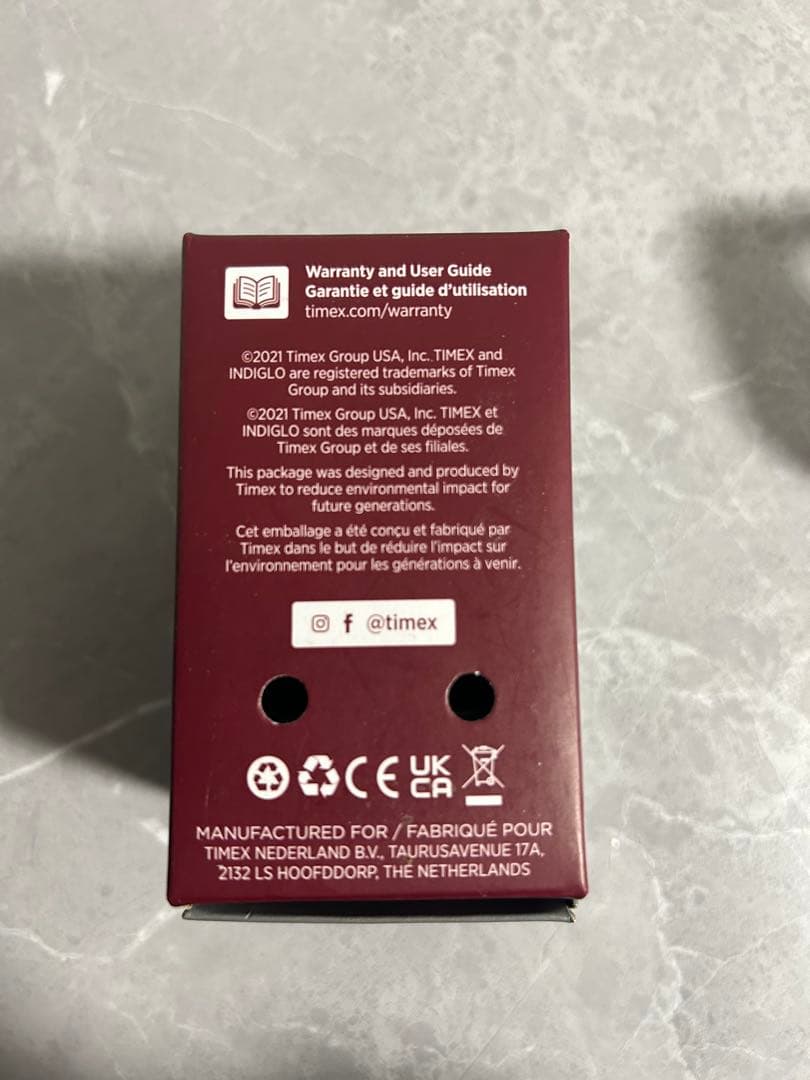 Warranty and User Guide
Garantie et guide d'utilisation
timex.com/warranty
©2021 Timex Group USA, Inc. TIMEX and
INDIGLO are registered trademarks of Timex
Group and its subsidiaries.
©2021 Timex Group USA, Inc. TIMEX et
INDIGLO sont des marques déposées de
Timex Group et de ses filiales.
This package was designed and produced by
Timex to reduce environmental impact for
future generations.
Cet emballage a été conçu et fabriqué par
Timex dans le but de réduire l'impact sur
l'environnement pour les générations à venir.
@timex
CE UK
CA
MANUFACTURED FOR / FABRIQUÉ POUR
TIMEX NEDERLAND B.V., TAURUSAVENUE 17A,
2132 LS HOOFDDORP, THE NETHERLANDS